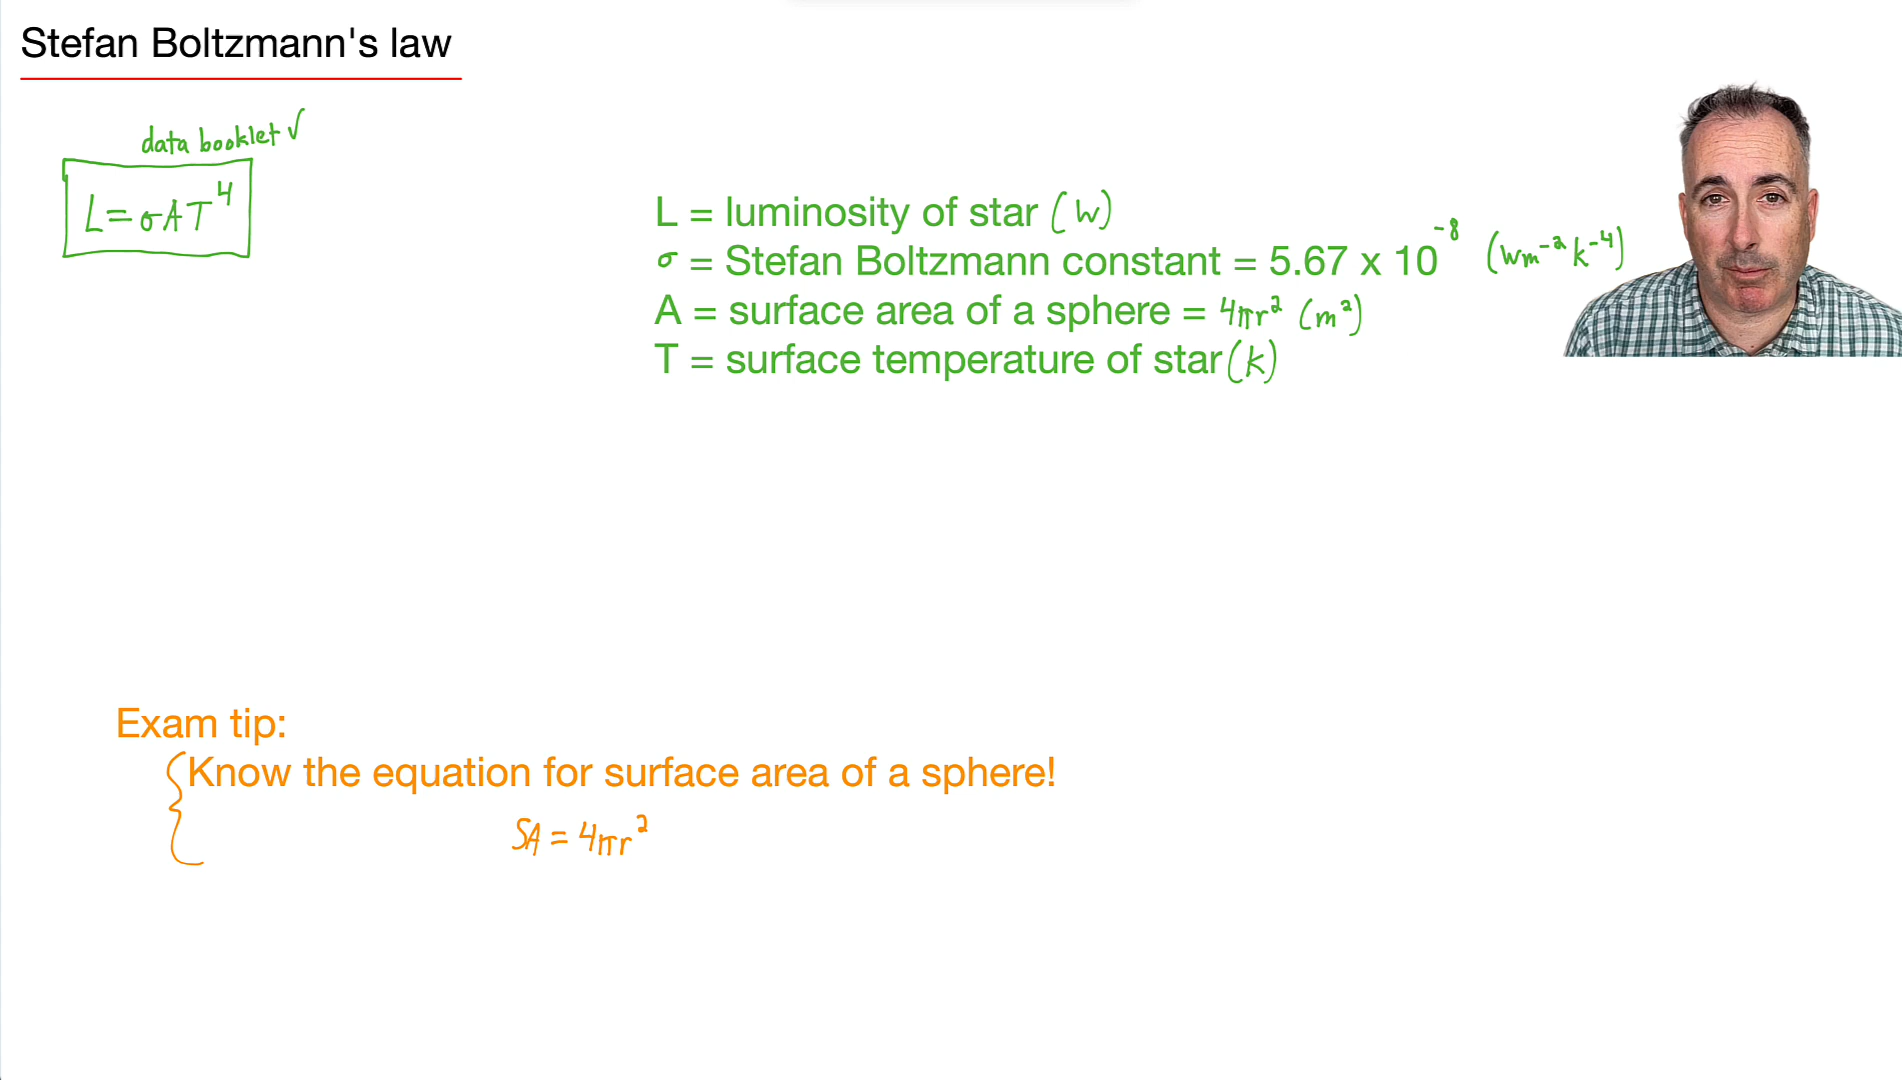 Stefan Boltzmann's law
data booklet √
L=σAT⁴
L = luminosity of star (W)
σ = Stefan Boltzmann constant = 5.67 x 10⁻⁸ (Wm⁻²K⁻⁴)
A = surface area of a sphere = 4πr² (m²)
T = surface temperature of star (K)
Exam tip:
Know the equation for surface area of a sphere!
SA = 4πr²